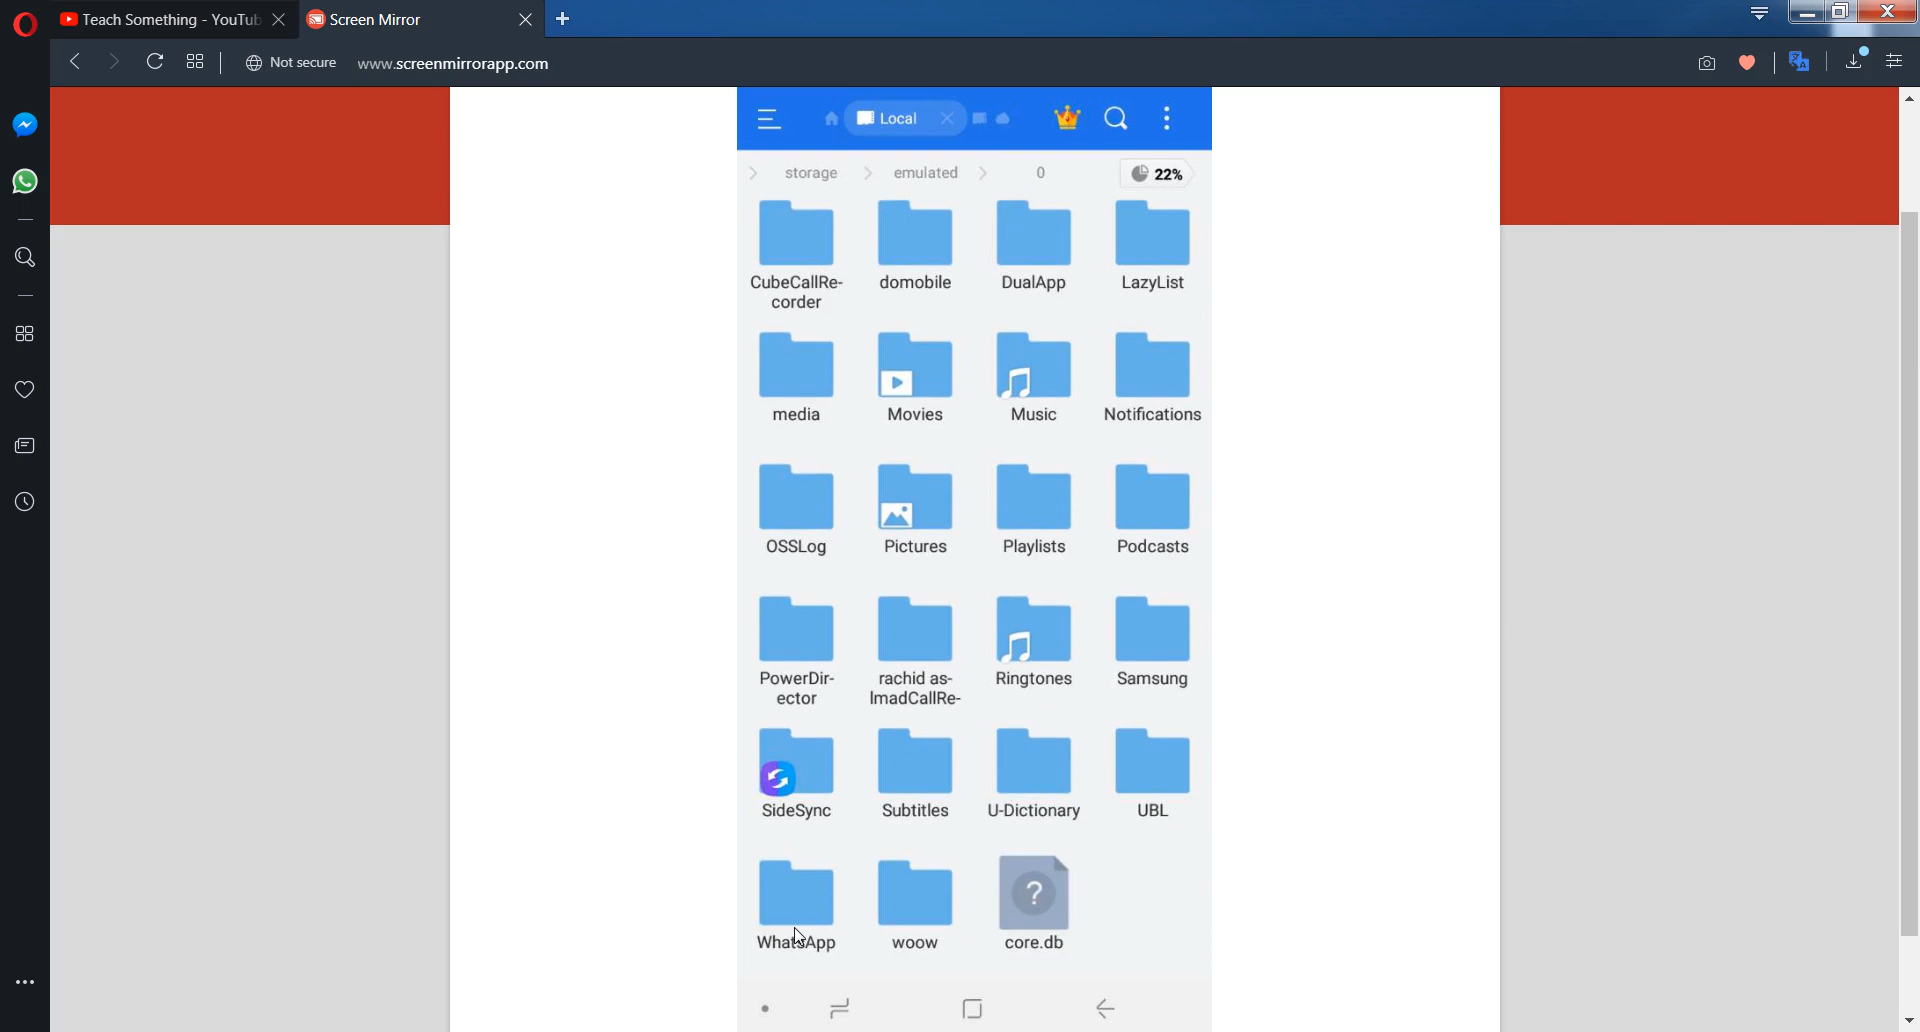 Teach Something - YouTub
Screen Mirror
Not secure www.screenmirrorapp.com
Local
storage emulated 0 22%
CubeCallRe-
corder
domobile
DualApp
LazyList
media
Movies
Music
Notifications
OSSLog
Pictures
Playlists
Podcasts
PowerDir-
ector
rachid as-
lmadCallRe-
Ringtones
Samsung
SideSync
Subtitles
U-Dictionary
UBL
WhatsApp
woow
core.db